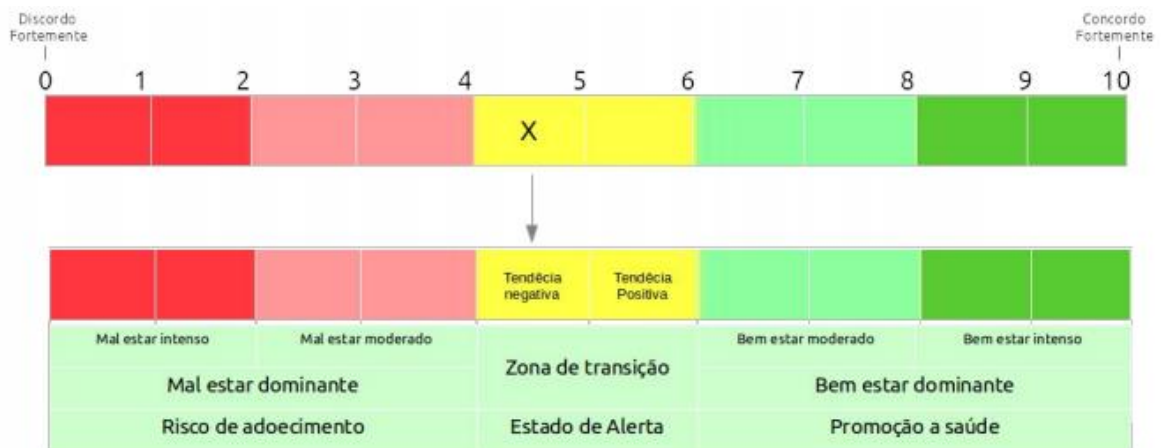 Discordo
Fortemente
Concordo
Fortemente
0 1 2 3 4 5 6 7 8 9 10
X
Tendêcia
negativa
Tendêcia
Positiva
Mal estar intenso
Mal estar moderado
Zona de transição
Bem estar moderado
Bem estar intenso
Mal estar dominante
Bem estar dominante
Risco de adoecimento
Estado de Alerta
Promoção a saúde